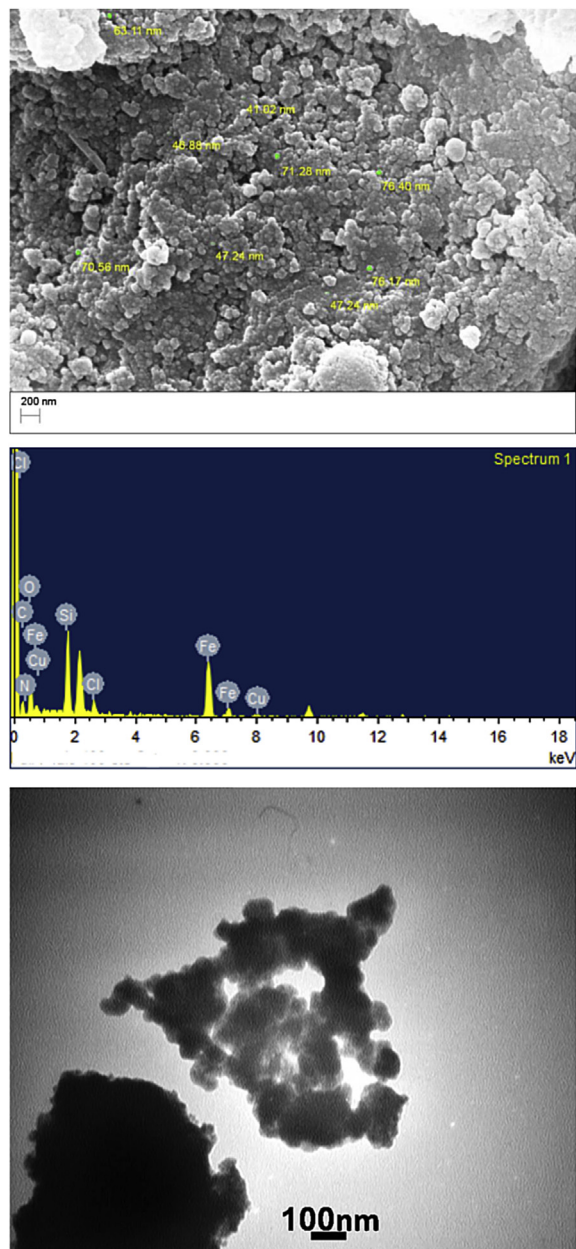 63.11 nm
41.02 nm
46.88 nm
71.28 nm
76.40 nm
47.24 nm
70.56 nm
76.17 nm
47.24 nm
200 nm
Spectrum 1
Cl
O
C
Fe
Si
Cu
N
Cl
Fe
Fe
Cu
0 2 4 6 8 10 12 14 16 18
keV
100nm